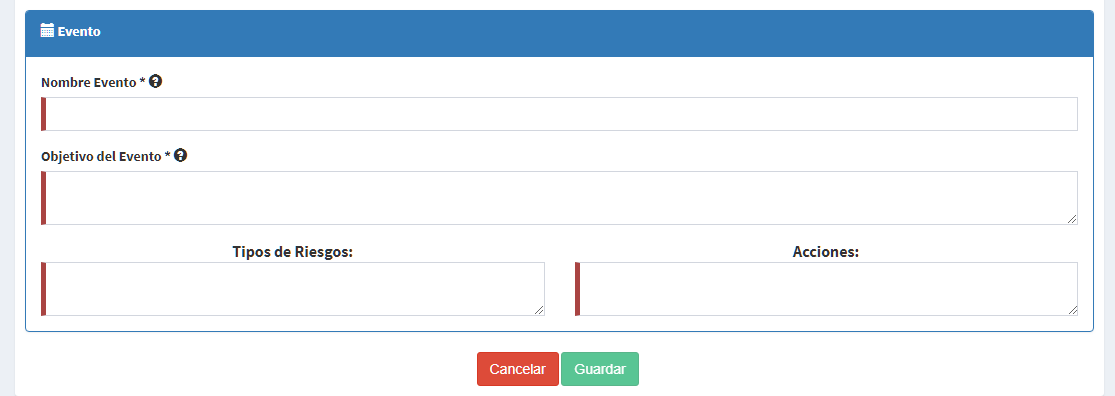 Evento
Nombre Evento *
Objetivo del Evento *
Tipos de Riesgos: Acciones:
Cancelar Guardar